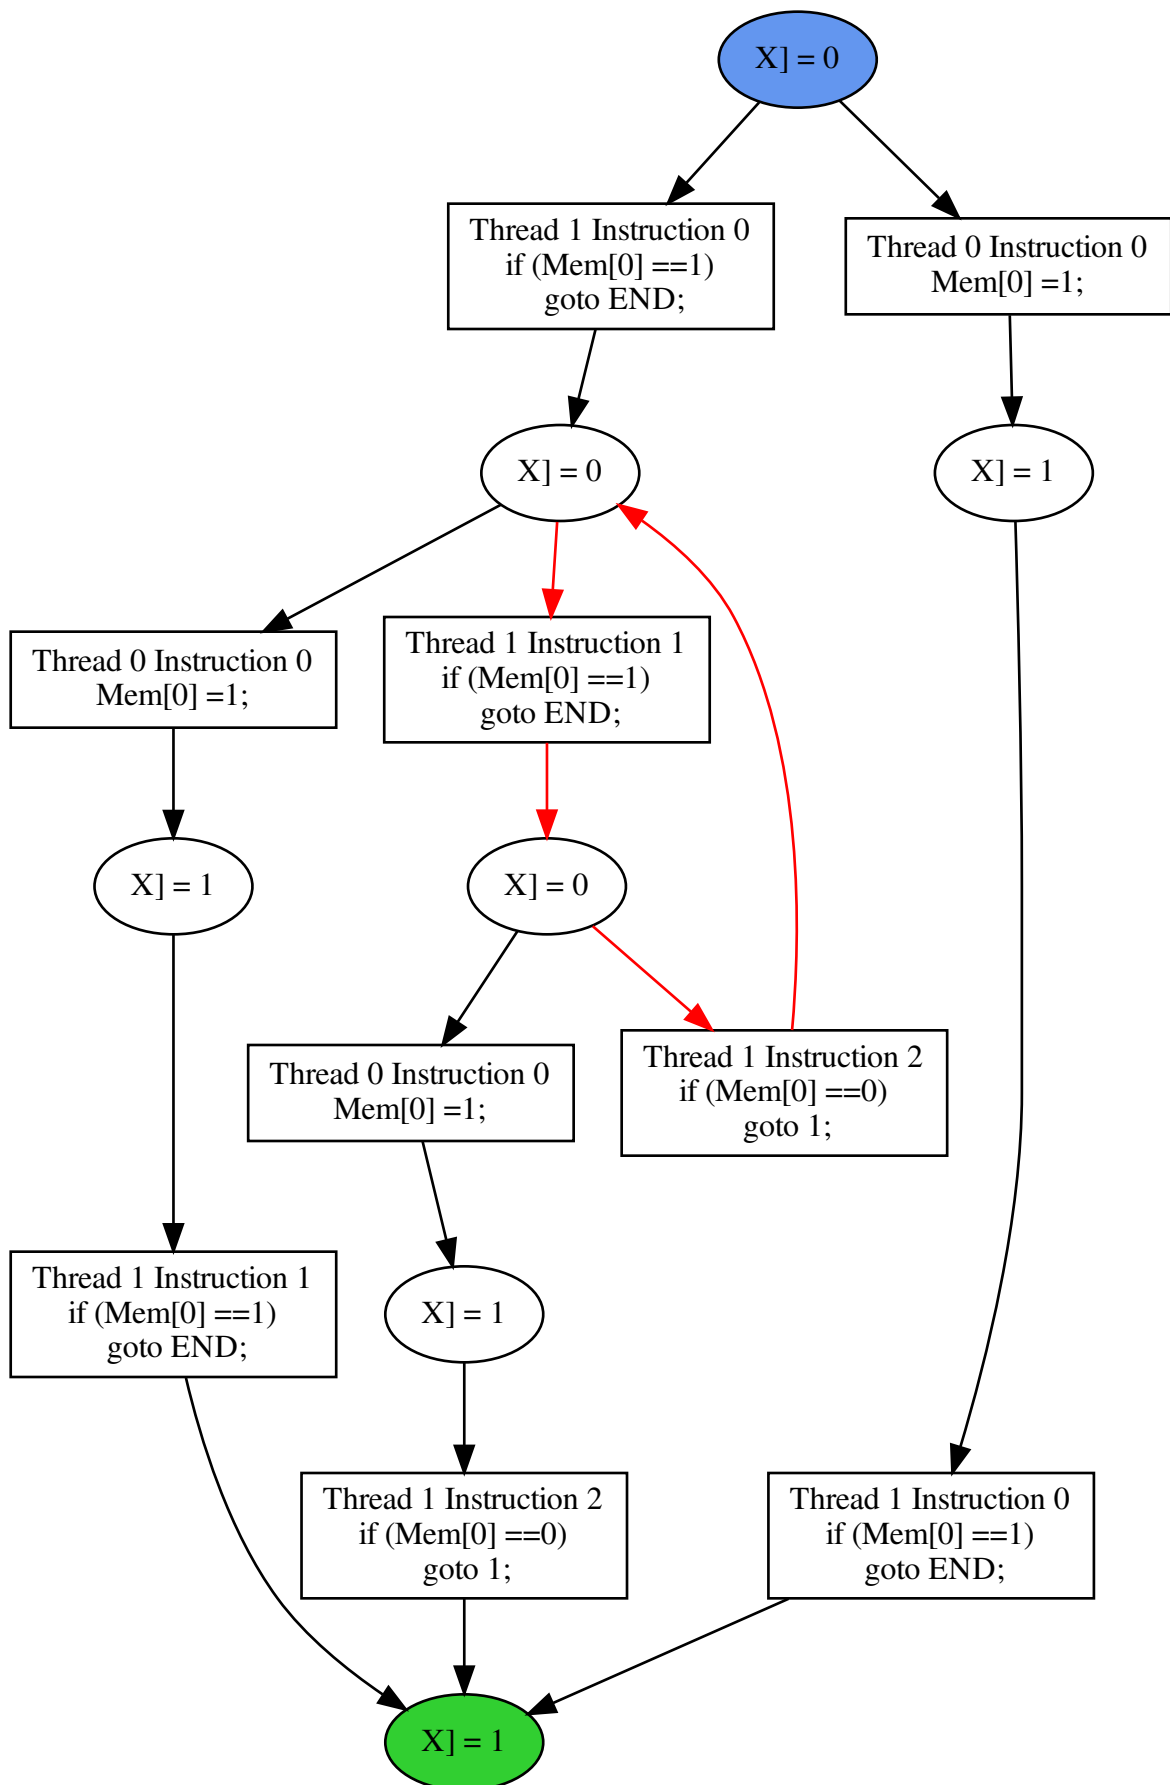 X] = 0
Thread 1 Instruction 0
if (Mem[0] ==1)
goto END;
Thread 0 Instruction 0
Mem[0] =1;
X] = 0
X] = 1
Thread 0 Instruction 0
Mem[0] =1;
Thread 1 Instruction 1
if (Mem[0] ==1)
goto END;
X] = 1
X] = 0
Thread 0 Instruction 0
Mem[0] =1;
Thread 1 Instruction 2
if (Mem[0] ==0)
goto 1;
Thread 1 Instruction 1
if (Mem[0] ==1)
goto END;
X] = 1
Thread 1 Instruction 2
if (Mem[0] ==0)
goto 1;
Thread 1 Instruction 0
if (Mem[0] ==1)
goto END;
X] = 1